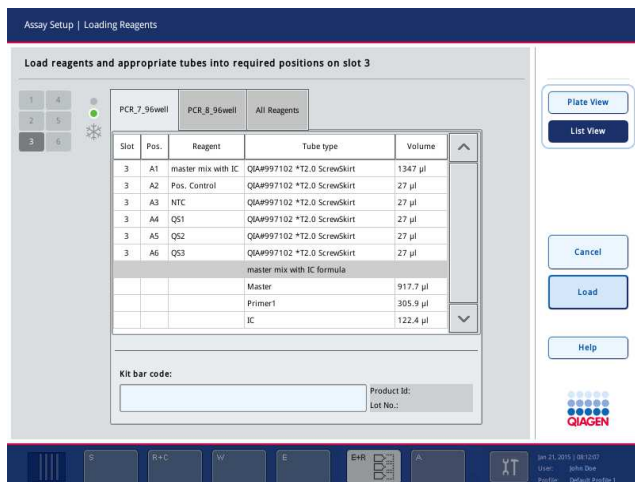 Assay Setup | Loading Reagents
Load reagents and appropriate tubes into required positions on slot 3
1 4
2 5
3 6
PCR_7_96well PCR_8_96well All Reagents
Slot Pos. Reagent Tube type Volume
3 A1 master mix with IC QIA#997102 *T2.0 ScrewSkirt 1347 µl
3 A2 Pos. Control QIA#997102 *T2.0 ScrewSkirt 27 µl
3 A3 NTC QIA#997102 *T2.0 ScrewSkirt 27 µl
3 A4 QS1 QIA#997102 *T2.0 ScrewSkirt 27 µl
3 A5 QS2 QIA#997102 *T2.0 ScrewSkirt 27 µl
3 A6 QS3 QIA#997102 *T2.0 ScrewSkirt 27 µl
master mix with IC formula
Master 917.7 µl
Primer1 305.9 µl
IC 122.4 µl
Kit bar code:
Product Id:
Lot No.:
Plate View
List View
Cancel
Load
Help
QIAGEN
S R+C W E E+R A
Jan 21, 2015 | 08:12:07
User: John Doe
Profile: Default Profile 1